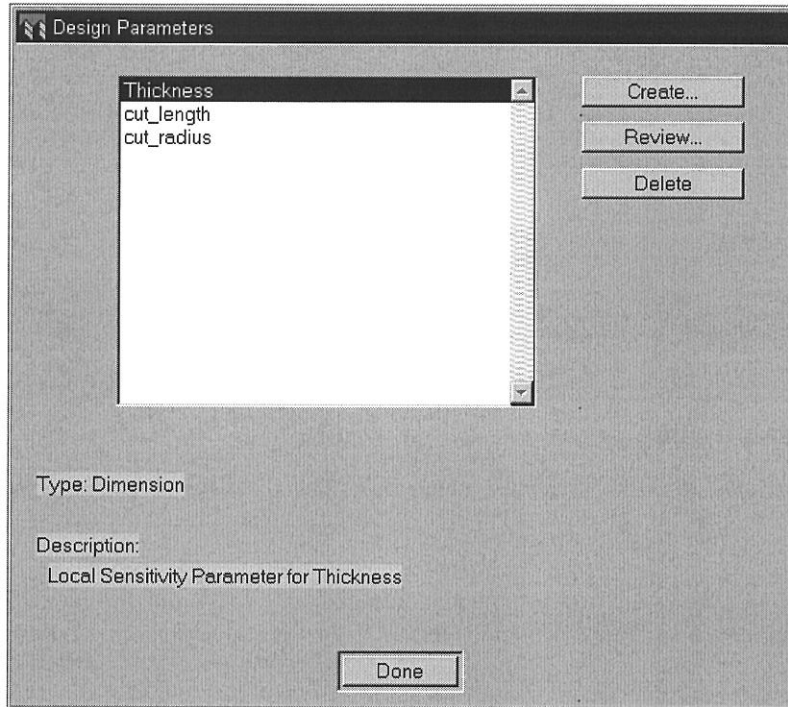 Design Parameters
Thickness
cut_length
cut_radius
Create...
Review...
Delete
Type: Dimension
Description:
Local Sensitivity Parameter for Thickness
Done